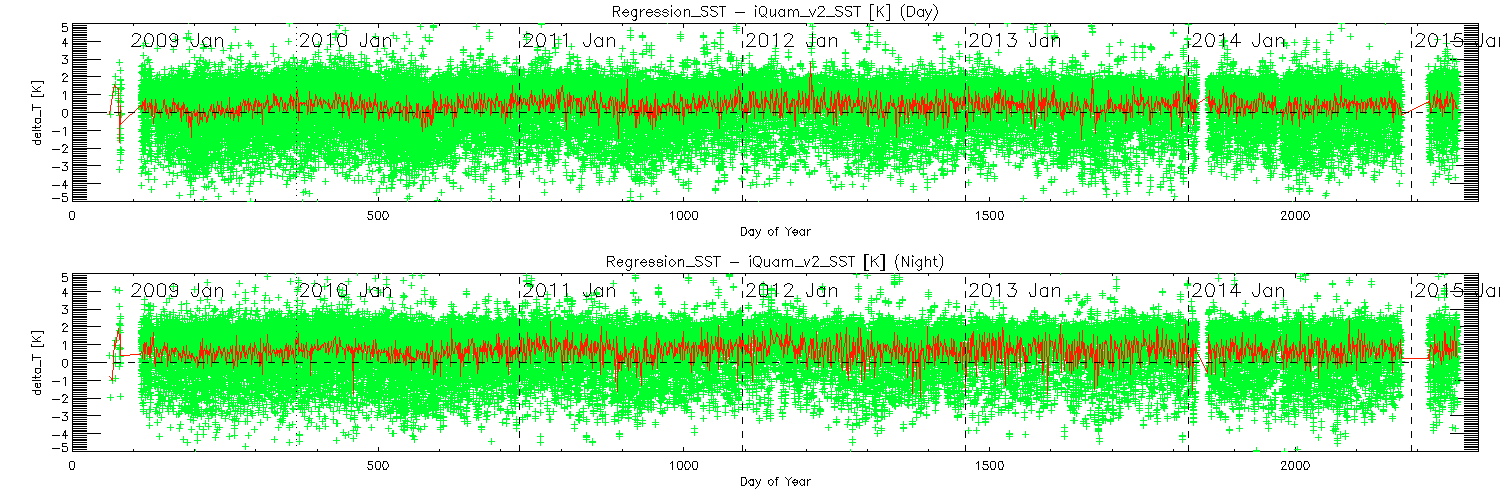 Regression_SST - iQuam_v2_SST [K] (Day)
5
4
3
2
1
0
-1
-2
-3
-4
-5
delta_T [K]
2009 Jan
2010 Jan
2011 Jan
2012 Jan
2013 Jan
2014 Jan
2015 Jan
0
500
1000
1500
2000
Day of Year
Regression_SST - iQuam_v2_SST [K] (Night)
5
4
3
2
1
0
-1
-2
-3
-4
-5
delta_T [K]
2009 Jan
2010 Jan
2011 Jan
2012 Jan
2013 Jan
2014 Jan
2015 Jan
0
500
1000
1500
2000
Day of Year